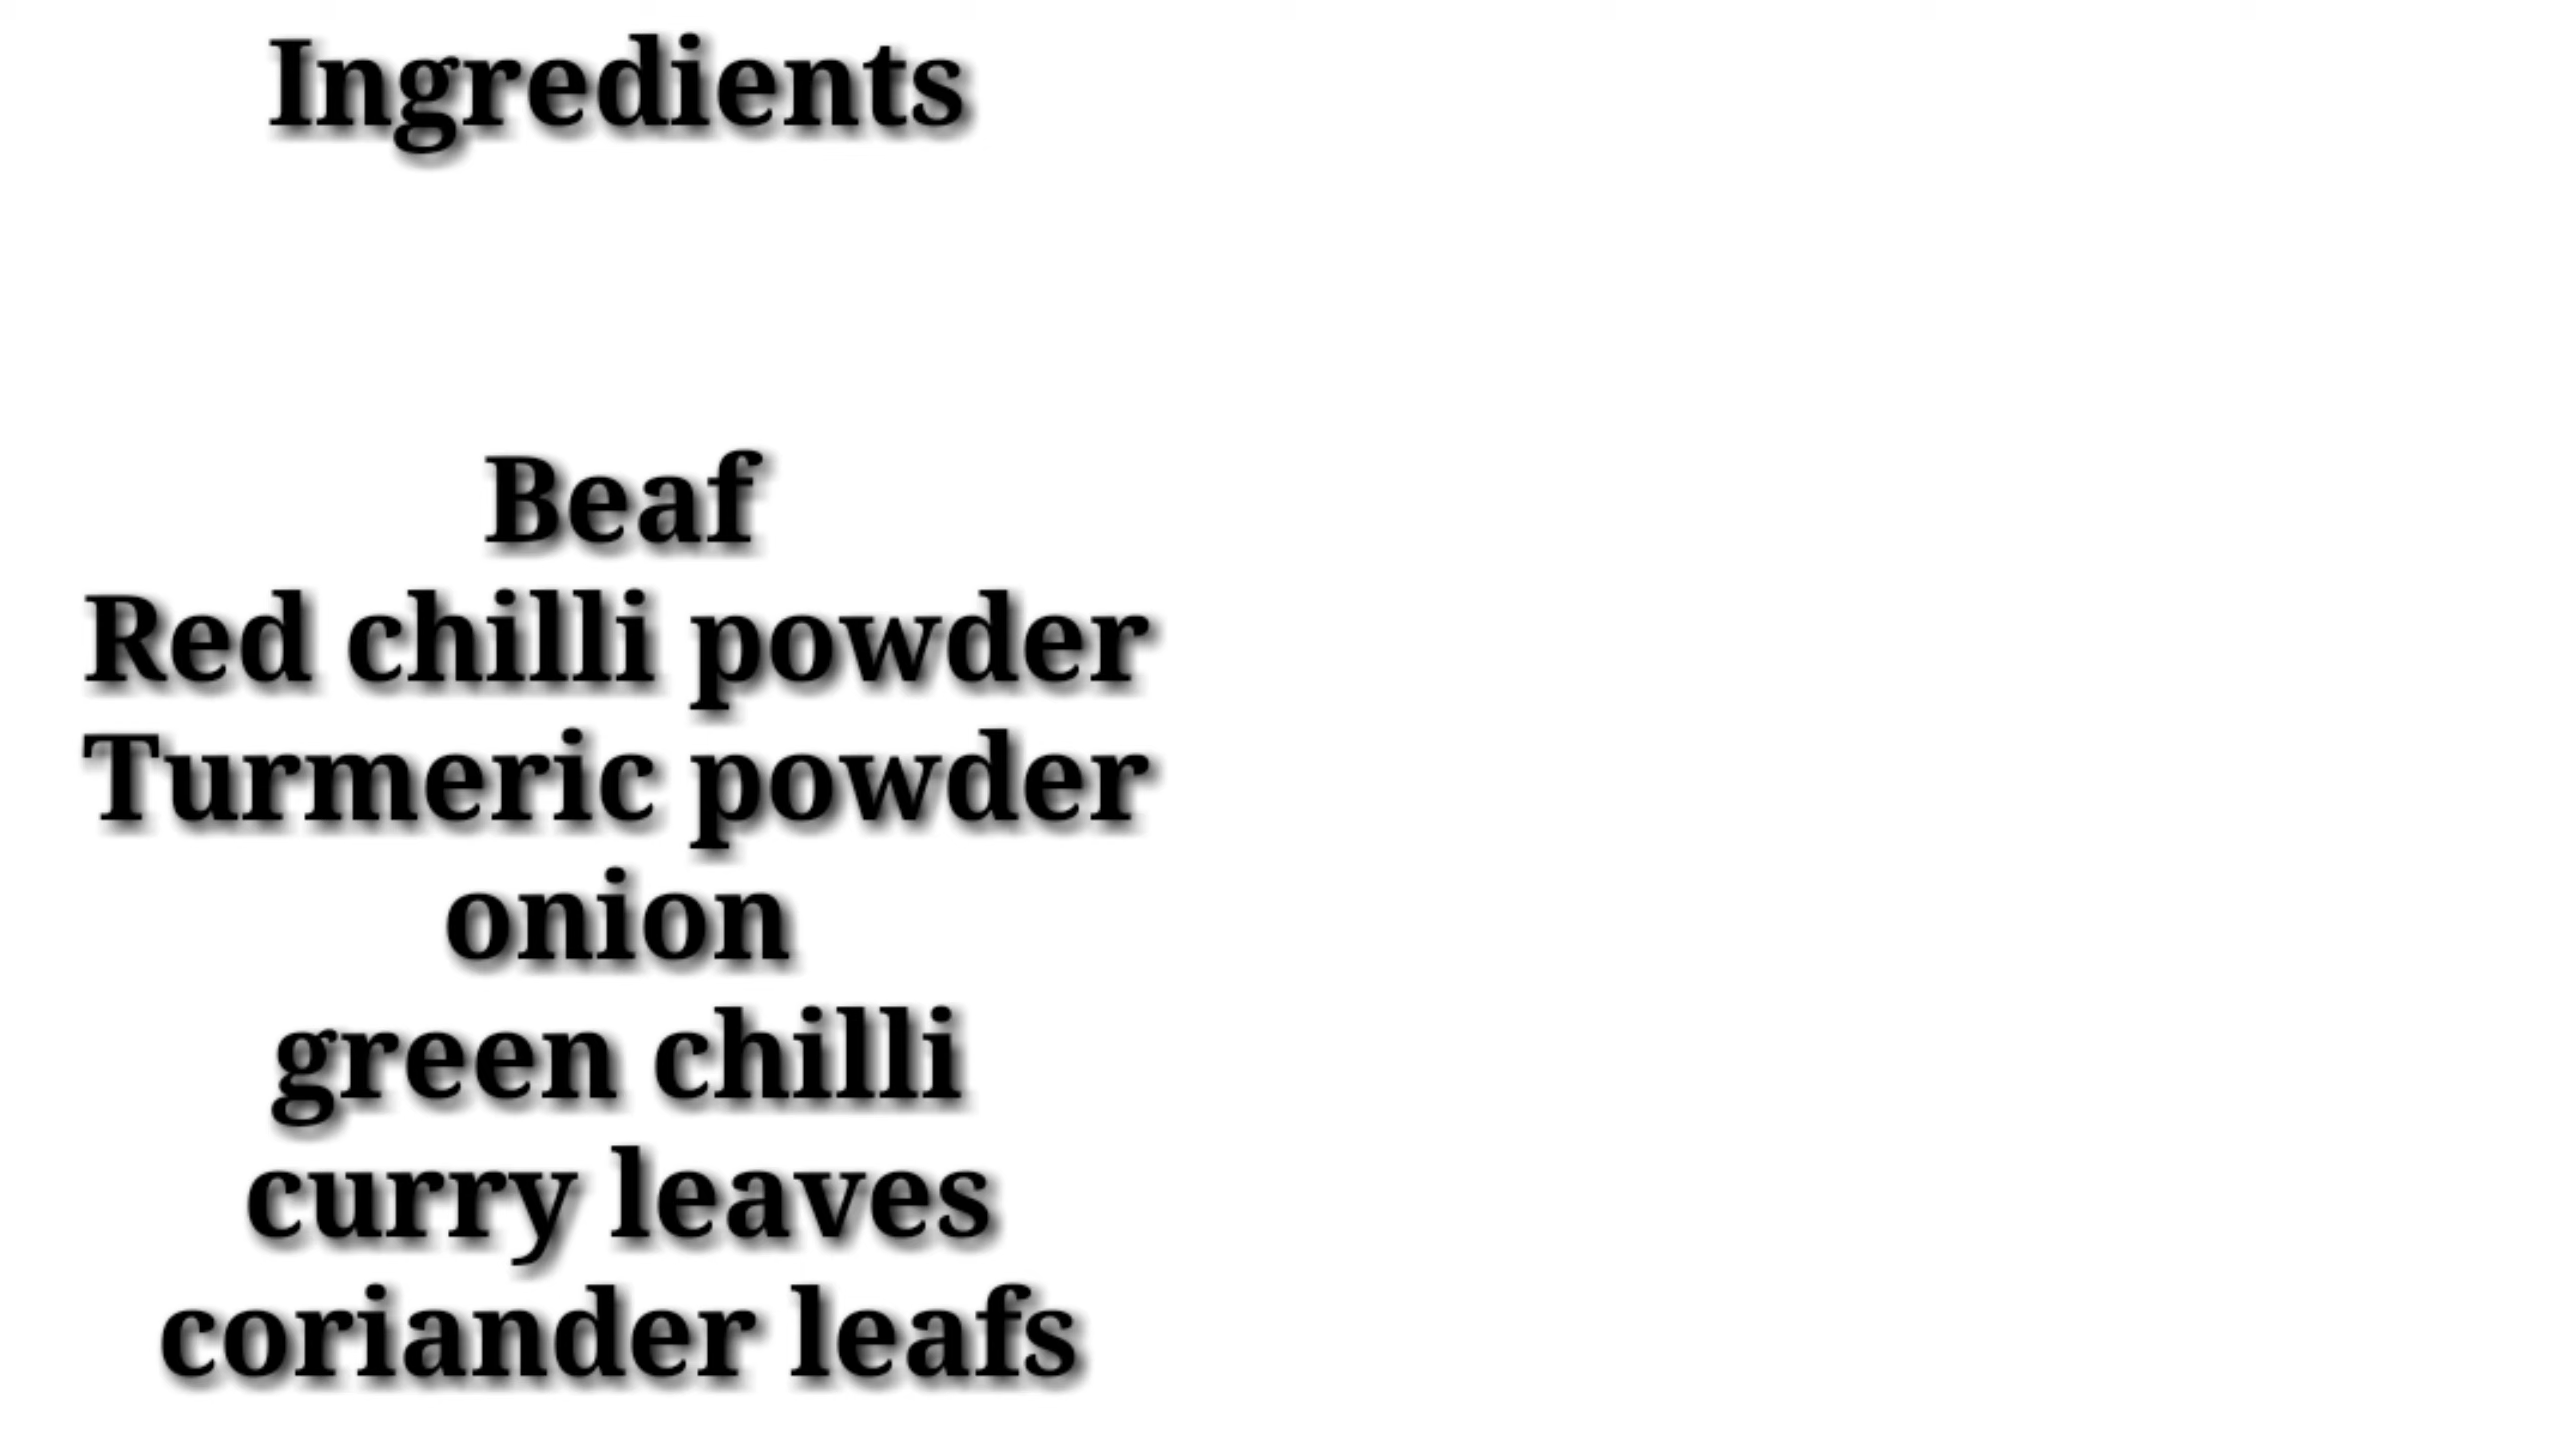 Ingredients
Beaf
Red chilli powder
Turmeric powder
onion
green chilli
curry leaves
coriander leafs